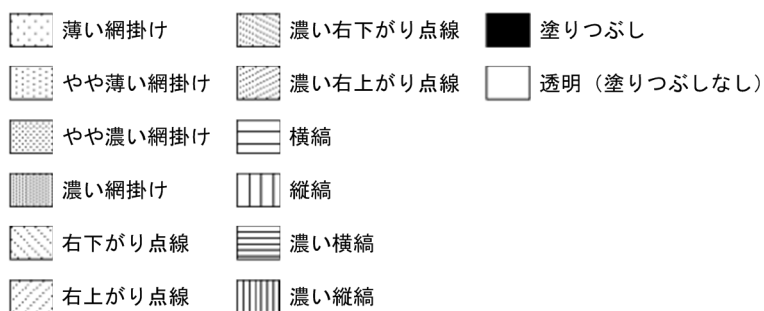 薄い網掛け
やや薄い網掛け
やや濃い網掛け
濃い網掛け
右下がり点線
右上がり点線
濃い右下がり点線
濃い右上がり点線
横縞
縦縞
濃い横縞
濃い縦縞
塗りつぶし
透明（塗りつぶしなし）